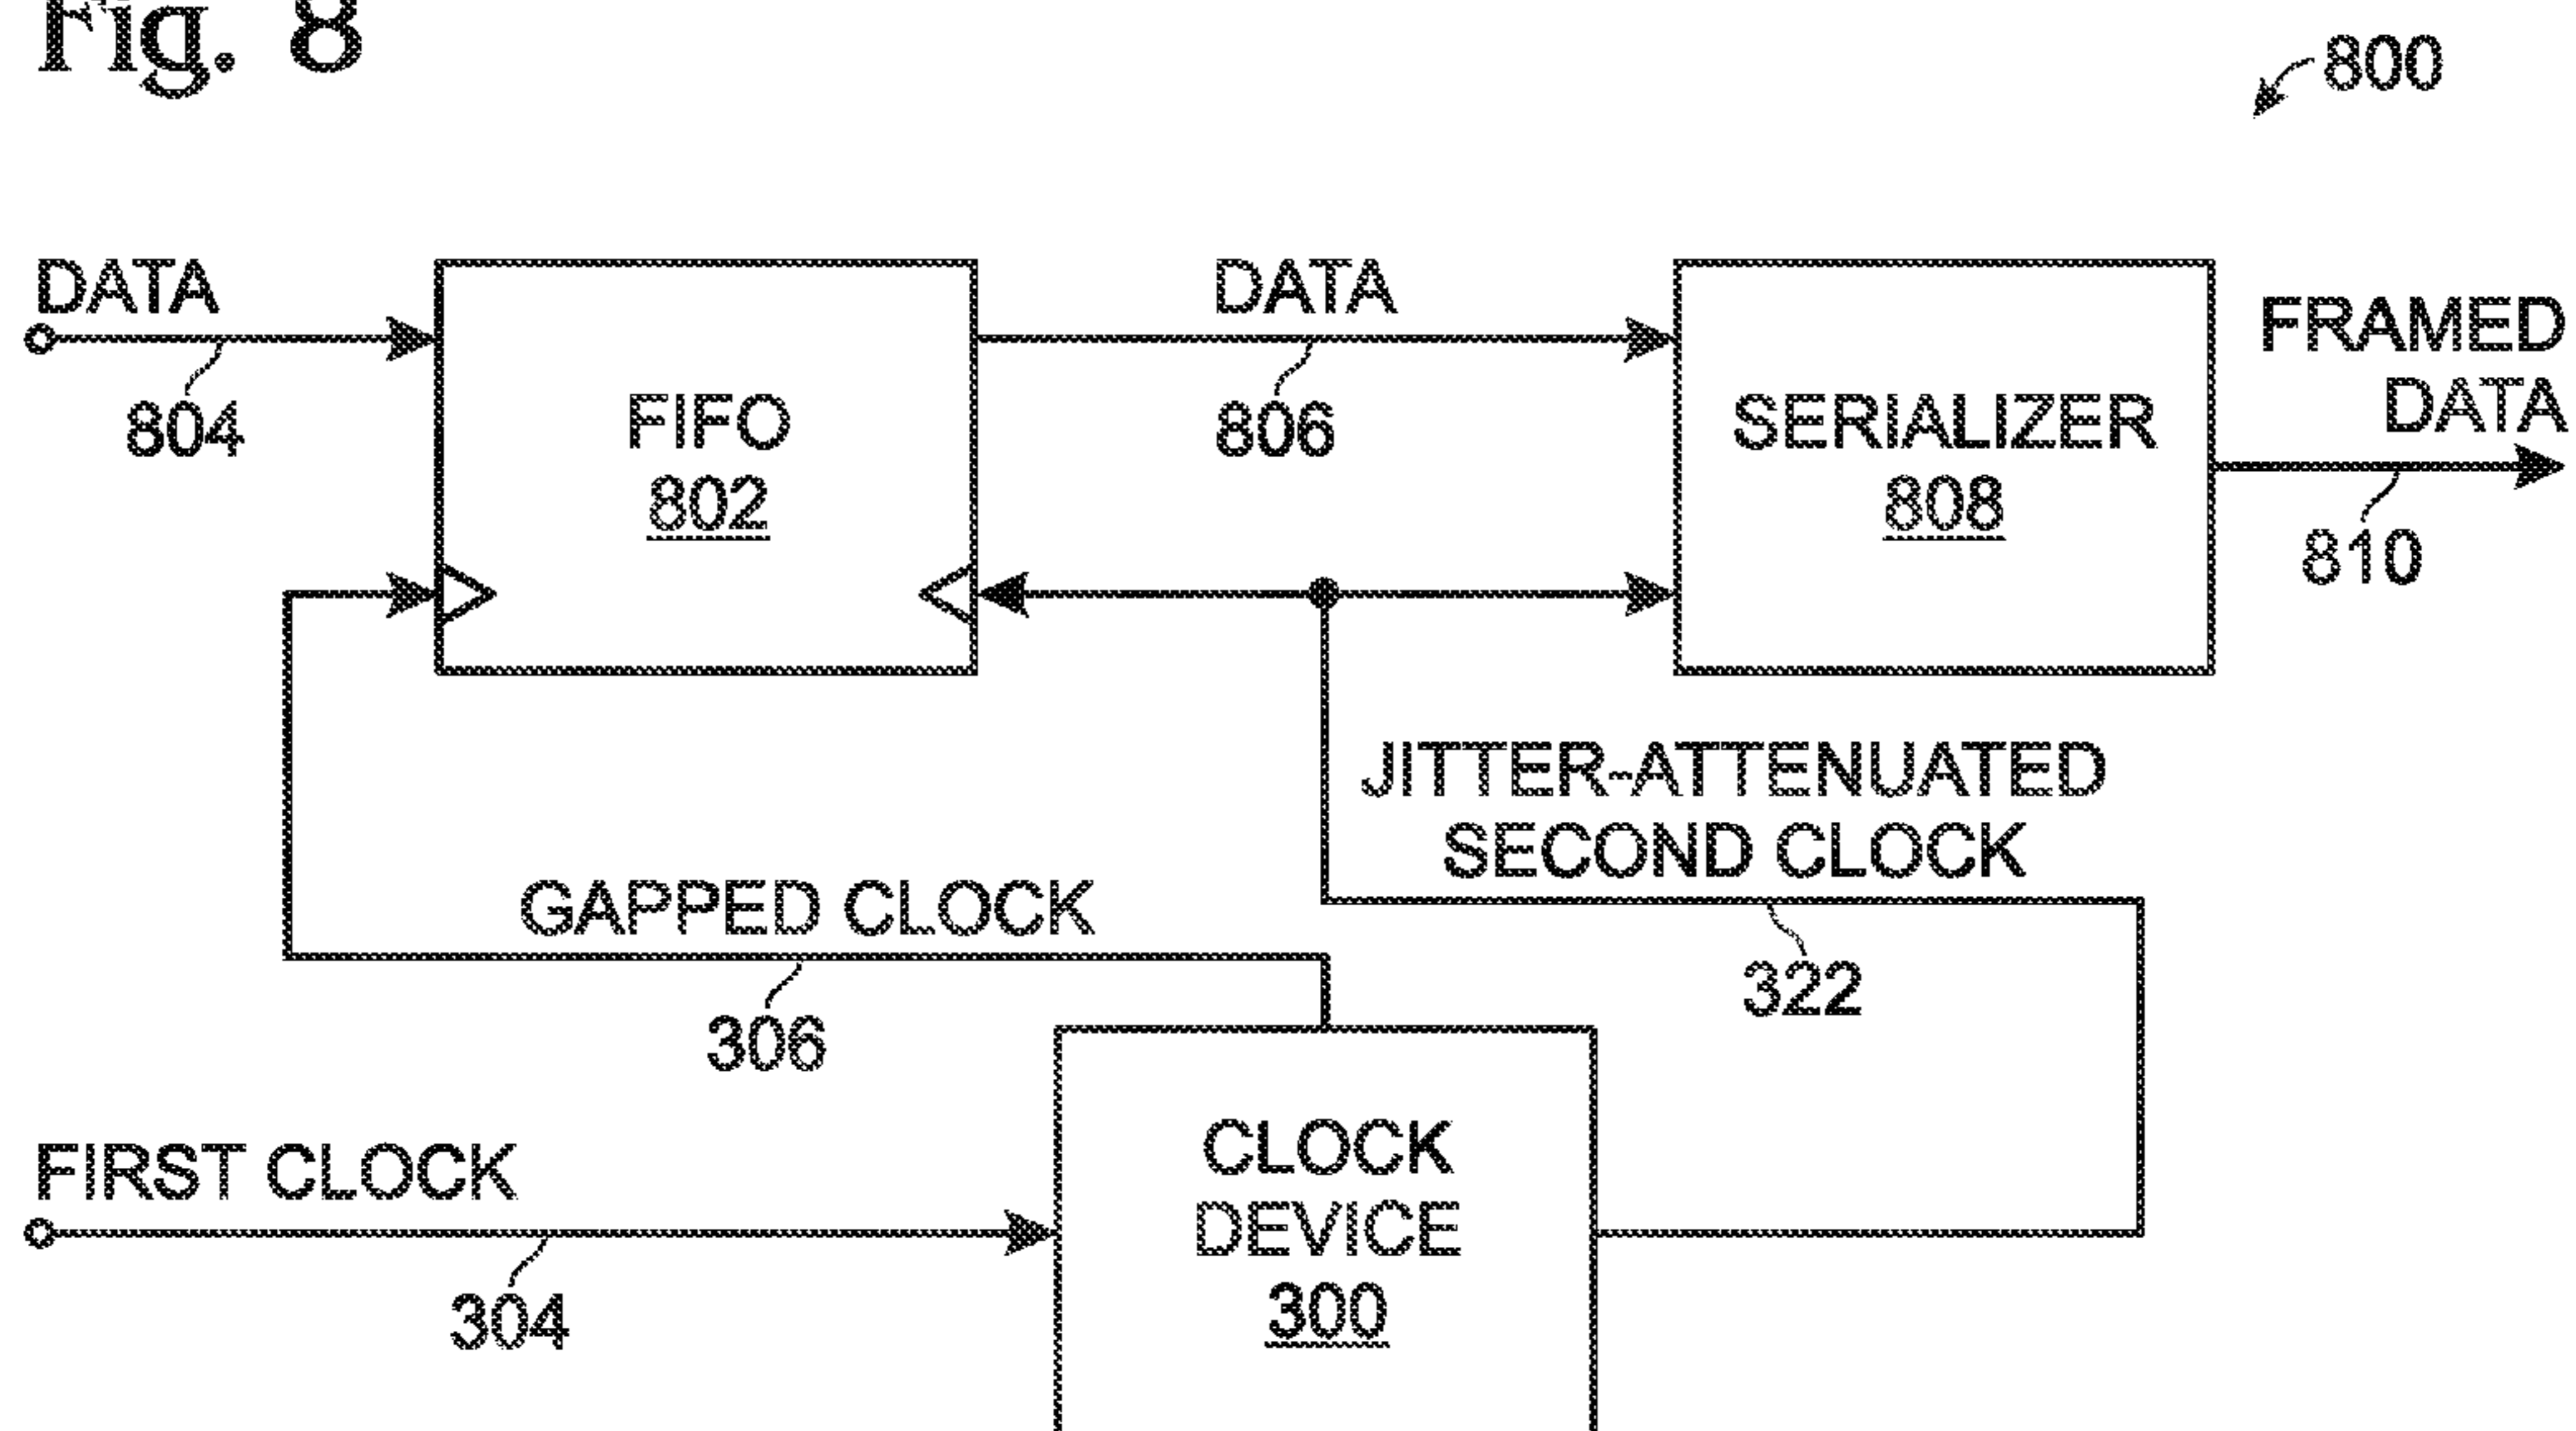 Fig. 8
800
DATA
804
FIFO
802
DATA
806
SERIALIZER
808
FRAMED
DATA
810
JITTER-ATTENUATED
SECOND CLOCK
322
GAPPED CLOCK
306
FIRST CLOCK
304
CLOCK
DEVICE
300